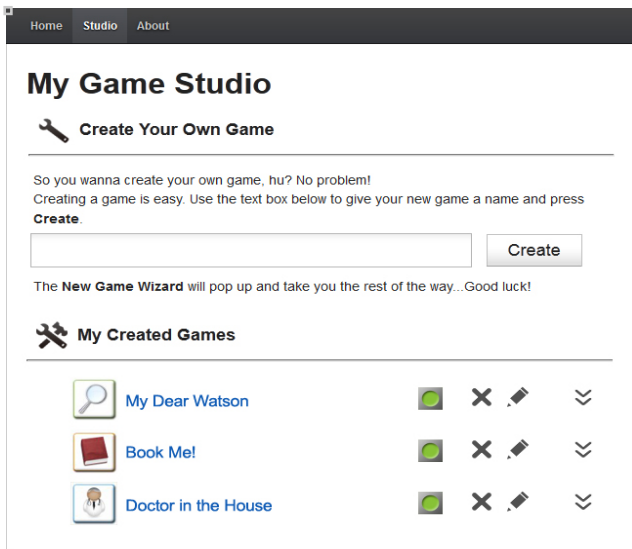 Home Studio About
My Game Studio
Create Your Own Game
So you wanna create your own game, hu? No problem!
Creating a game is easy. Use the text box below to give your new game a name and press
Create.
Create
The New Game Wizard will pop up and take you the rest of the way...Good luck!
My Created Games
My Dear Watson
Book Me!
Doctor in the House